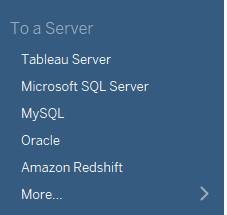 To a Server
Tableau Server
Microsoft SQL Server
MySQL
Oracle
Amazon Redshift
More...